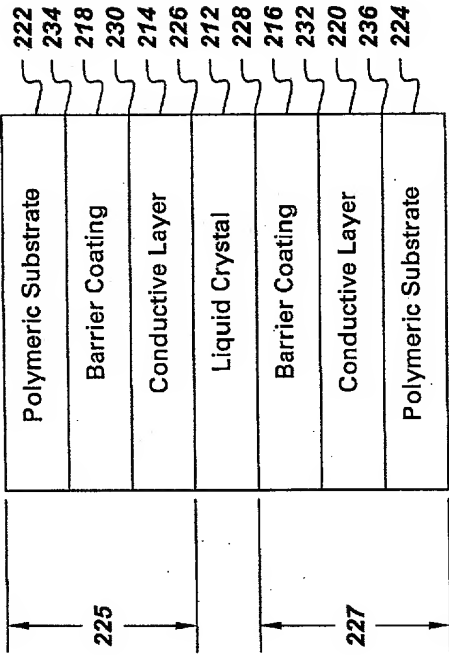 Polymeric Substrate
Barrier Coating
Conductive Layer
Liquid Crystal
Barrier Coating
Conductive Layer
Polymeric Substrate
222
234
218
230
214
226
212
228
216
232
220
236
224
225
227